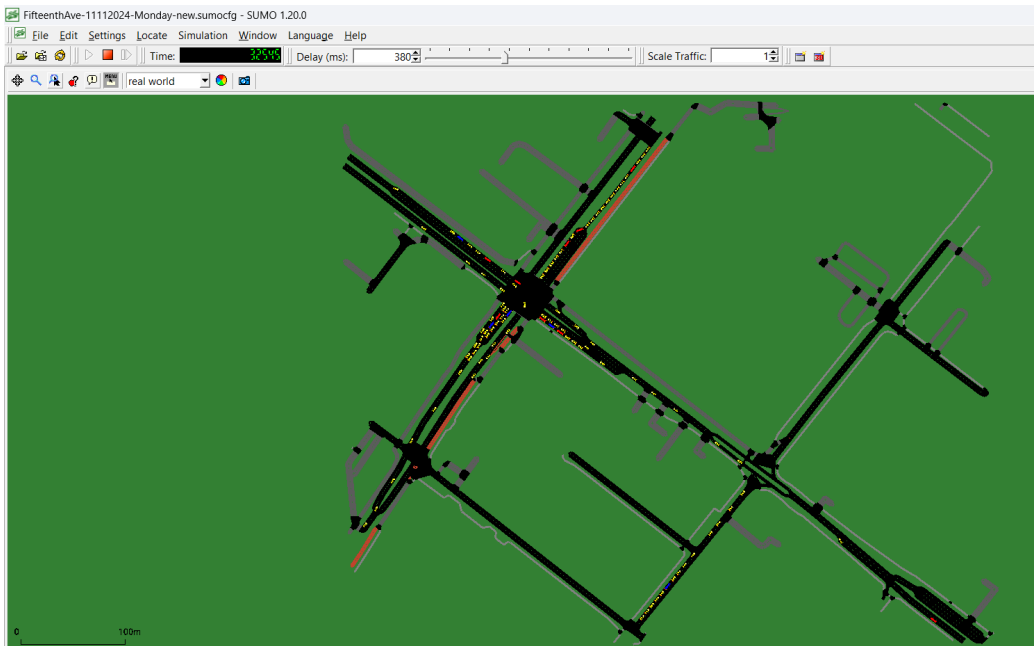 FifteenthAve-11112024-Monday-new.sumocfg - SUMO 1.20.0
File Edit Settings Locate Simulation Window Language Help
Time: 32545 Delay (ms): 380 Scale Traffic: 1
real world
0 100m